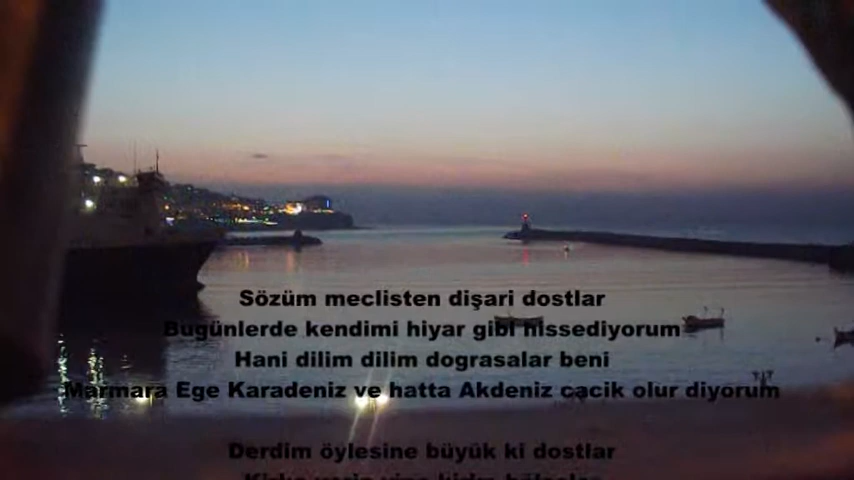 Sözüm meclisten dişari dostlar
Bugünlerde kendimi hiyar gibi hissediyorum
Hani dilim dilim dograsalar beni
Marmara Ege Karadeniz ve hatta Akdeniz cacik olur diyorum
Derdim öylesine büyük ki dostlar